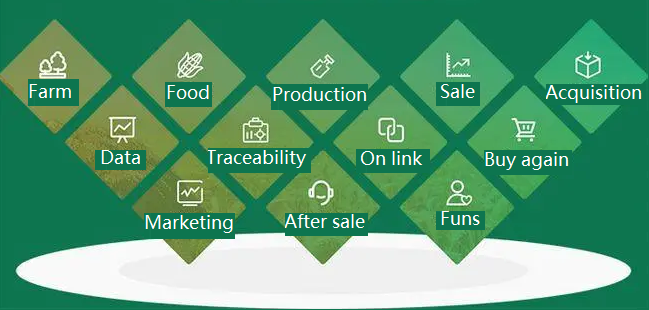 Farm
Food
Production
Sale
Acquisition
Data
Traceability
On link
Buy again
Marketing
After sale
Funs